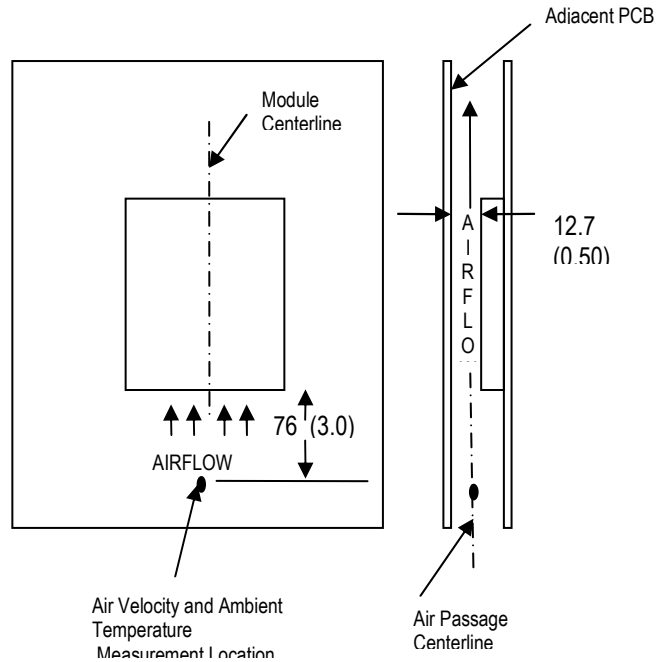 Adjacent PCB
Module
Centerline
12.7
(0.50)
AIRFLO
76 (3.0)
AIRFLOW
Air Velocity and Ambient
Temperature
Measurement Location
Air Passage
Centerline